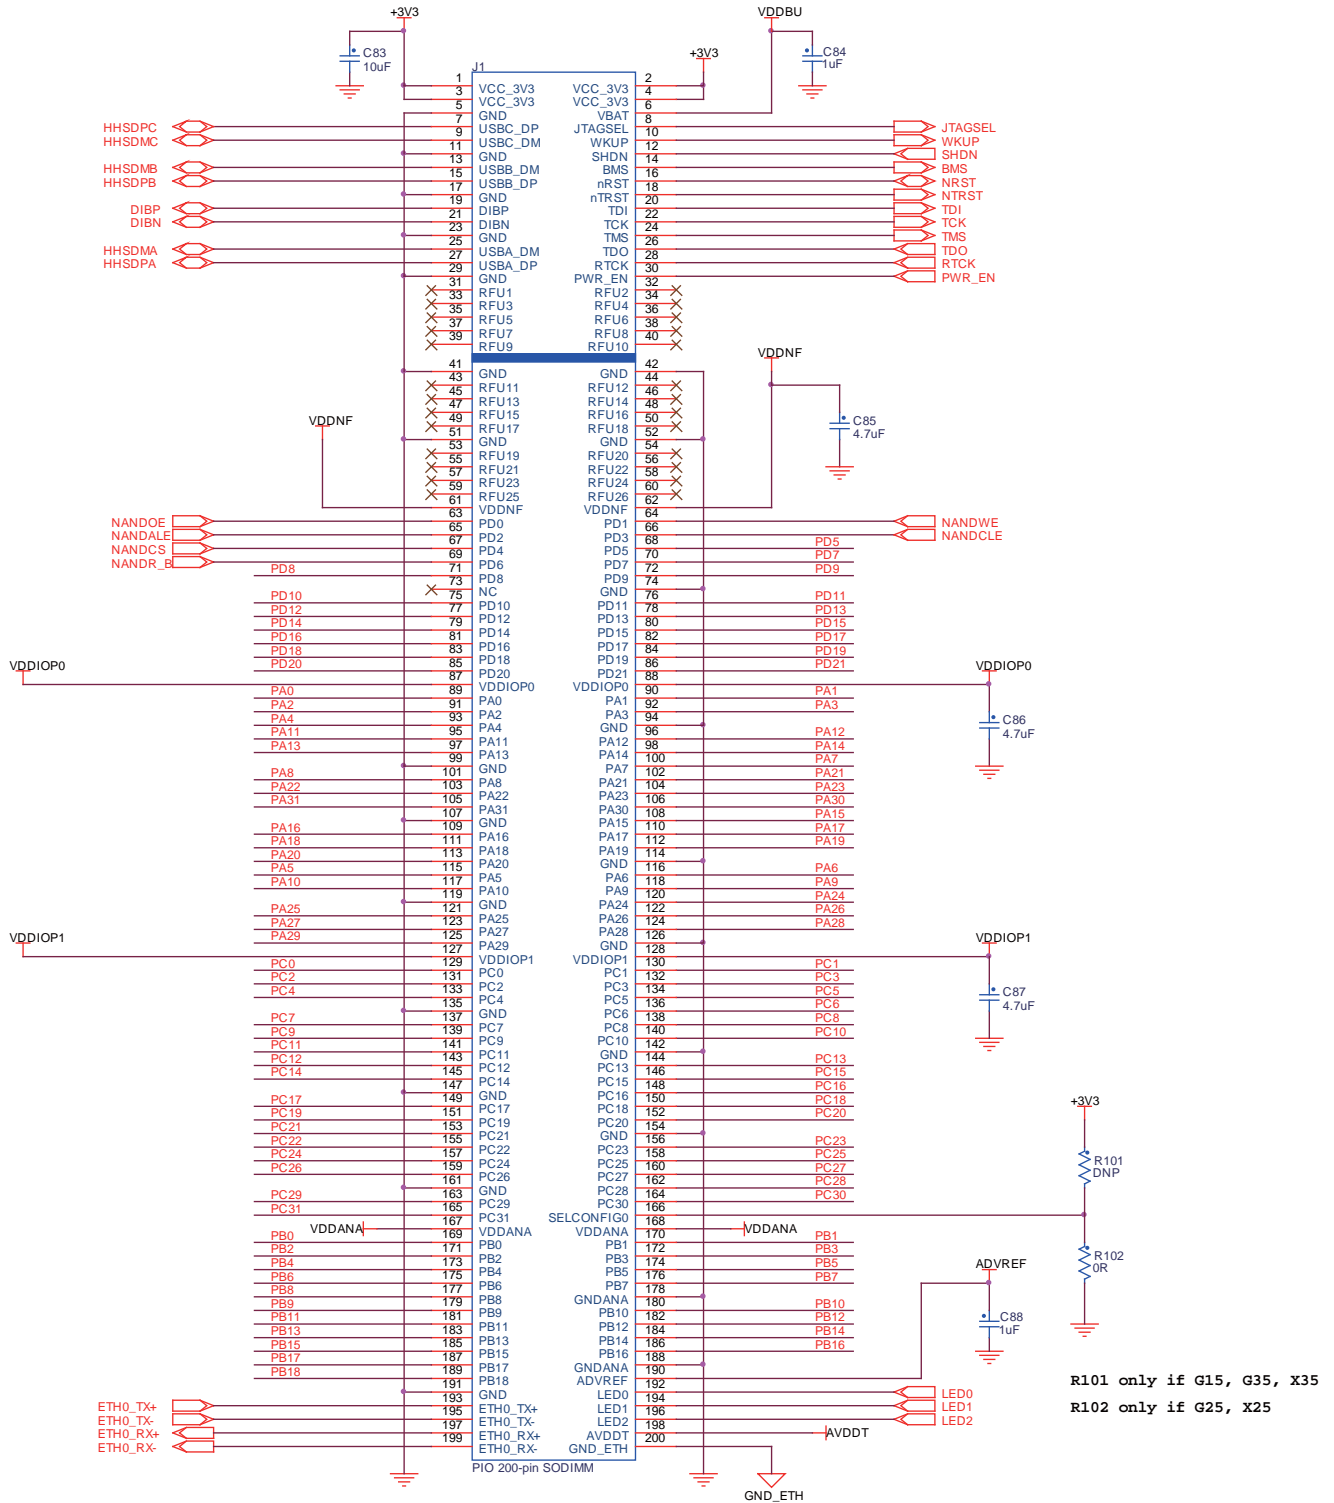 +3V3
VDDBU
C83
10uF
+3V3
C84
1uF
J1
1 VCC_3V3 VCC_3V3 2
3 VCC_3V3 VCC_3V3 4
5 GND VBAT 6
HHSDPC 7 USBC_DP JTAGSEL 8 JTAGSEL
HHSDMC 9 USBC_DM WKUP 10 WKUP
11 GND SHDN 12 SHDN
HHSDMB 13 USBB_DM BMS 14 BMS
HHSDPB 15 USBB_DP nRST 16 NRST
17 GND nTRST 18 NTRST
DIBP 19 DIBP TDI 20 TDI
DIBN 21 DIBN TCK 22 TCK
23 GND TMS 24 TMS
HHSDMA 25 USBA_DM TDO 26 TDO
HHSDPA 27 USBA_DP RTCK 28 RTCK
29 GND PWR_EN 30 PWR_EN
31 RFU1 RFU2 32
33 RFU3 RFU4 34
35 RFU5 RFU6 36
37 RFU7 RFU8 38
39 RFU9 RFU10 40
VDDNF
41 GND GND 42
43 RFU11 RFU12 44
45 RFU13 RFU14 46
47 RFU15 RFU16 48
49 RFU17 RFU18 50
VDDNF
C85
4.7uF
51 GND GND 52
53 RFU19 RFU20 54
55 RFU21 RFU22 56
57 RFU23 RFU24 58
59 RFU25 RFU26 60
61 VDDNF VDDNF 62
NANDOE 63 PD0 PD1 64 NANDWE
NANDALE 65 PD2 PD3 66 NANDCLE
NANDCS 67 PD4 PD5 68 PD5
NANDR_B 69 PD6 PD7 70 PD7
PD8 71 PD8 PD9 72 PD9
73 NC GND 74
PD10 75 PD10 PD11 76 PD11
PD12 77 PD12 PD13 78 PD13
PD14 79 PD14 PD15 80 PD15
PD16 81 PD16 PD17 82 PD17
PD18 83 PD18 PD19 84 PD19
PD20 85 PD20 PD21 86 PD21
VDDIOP0 87 VDDIOP0 VDDIOP0 88 VDDIOP0
PA0 89 PA0 PA1 90 PA1
PA2 91 PA2 PA3 92 PA3
PA4 93 PA4 GND 94
C86
4.7uF
PA11 95 PA11 PA12 96 PA12
PA13 97 PA13 PA14 98 PA14
99 GND PA7 100 PA7
PA8 101 PA8 PA21 102 PA21
PA22 103 PA22 PA23 104 PA23
PA31 105 PA31 PA30 106 PA30
107 GND PA15 108 PA15
PA16 109 PA16 PA17 110 PA17
PA18 111 PA18 PA19 112 PA19
PA20 113 PA20 GND 114
PA5 115 PA5 PA6 116 PA6
PA10 117 PA10 PA9 118 PA9
119 GND PA24 120 PA24
PA25 121 PA25 PA26 122 PA26
PA27 123 PA27 PA28 124 PA28
PA29 125 PA29 GND 126
VDDIOP1 127 VDDIOP1 VDDIOP1 128 VDDIOP1
PC0 129 PC0 PC1 130 PC1
PC2 131 PC2 PC3 132 PC3
PC4 133 PC4 PC5 134 PC5
C87
4.7uF
135 GND PC6 136 PC6
PC7 137 PC7 PC8 138 PC8
PC9 139 PC9 PC10 140 PC10
PC11 141 PC11 GND 142
PC12 143 PC12 PC13 144 PC13
PC14 145 PC14 PC15 146 PC15
147 GND PC16 148 PC16
PC17 149 PC17 PC18 150 PC18
PC19 151 PC19 PC20 152 PC20
PC21 153 PC21 GND 154
PC22 155 PC22 PC23 156 PC23
PC24 157 PC24 PC25 158 PC25
PC26 159 PC26 PC27 160 PC27
161 GND PC28 162 PC28
PC29 163 PC29 PC30 164 PC30
PC31 165 PC31 SELCONFIG0 166
+3V3
R101
DNP
VDDANA 167 VDDANA VDDANA 168 VDDANA
PB0 169 PB0 PB1 170 PB1
PB2 171 PB2 PB3 172 PB3
PB4 173 PB4 PB5 174 PB5
PB6 175 PB6 PB7 176 PB7
R102
0R
ADVREF
PB8 177 PB8 GNDANA 178
PB9 179 PB9 PB10 180 PB10
PB11 181 PB11 PB12 182 PB12
PB13 183 PB13 PB14 184 PB14
PB15 185 PB15 PB16 186 PB16
C88
1uF
PB17 187 PB17 GNDANA 188
PB18 189 PB18 ADVREF 190
191 GND LED0 192 LED0
ETH0_TX+ 193 ETH0_TX+ LED1 194 LED1
ETH0_TX- 195 ETH0_TX- LED2 196 LED2
ETH0_RX+ 197 ETH0_RX+ AVDDT 198 AVDDT
ETH0_RX- 199 ETH0_RX- GND_ETH 200
R101 only if G15, G35, X35
R102 only if G25, X25
PIO 200-pin SODIMM
GND_ETH